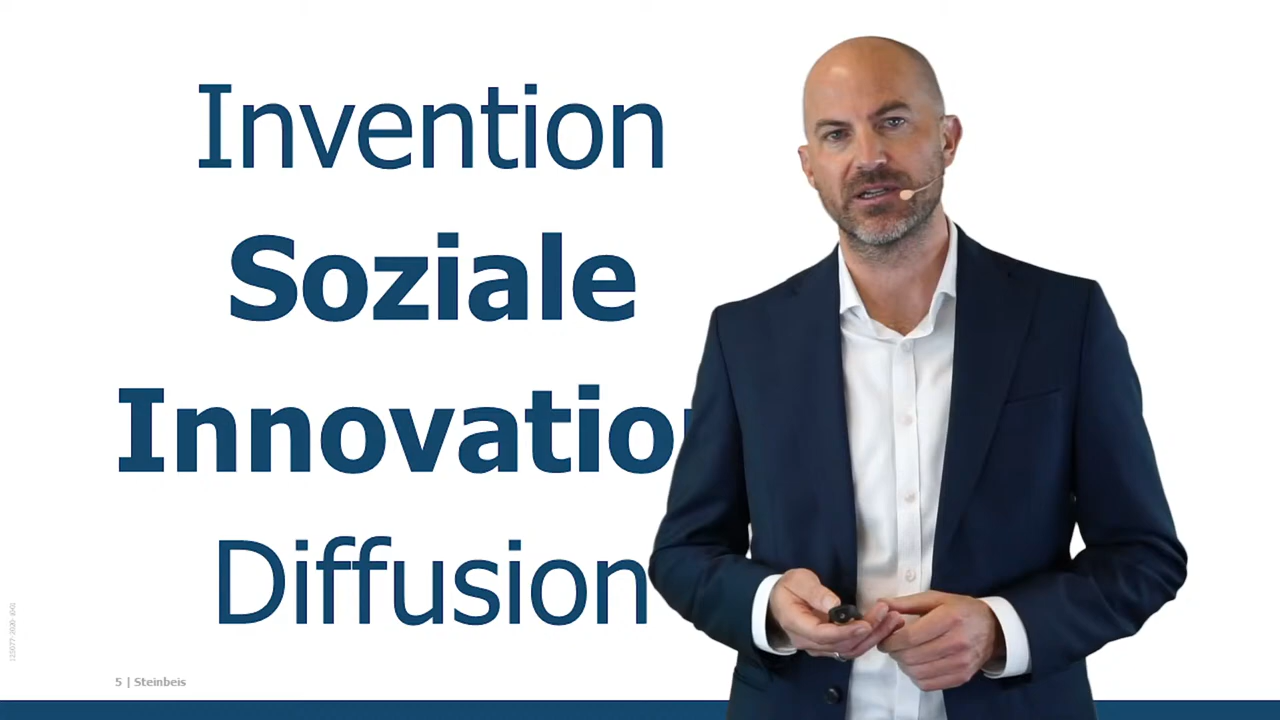 Invention
Soziale
Innovatio
Diffusion
5 | Steinbeis